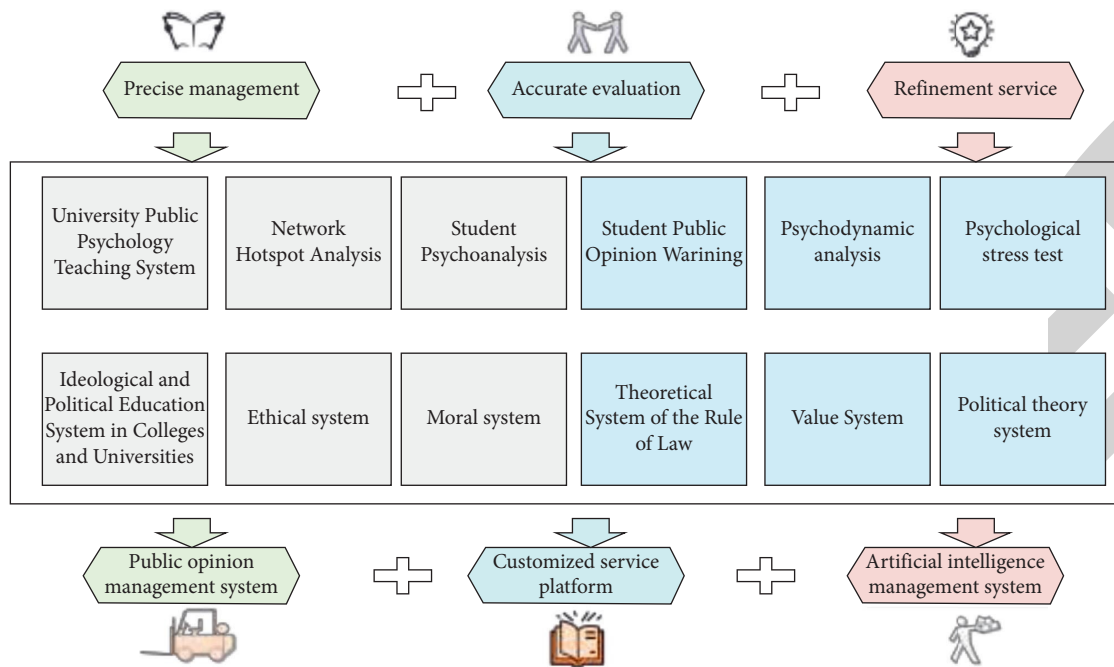 Precise management
Accurate evaluation
Refinement service
University Public
Psychology
Teaching System
Network
Hotspot Analysis
Student
Psychoanalysis
Student Public
Opinion Warining
Psychodynamic
analysis
Psychological
stress test
Ideological and
Political Education
System in Colleges
and Universities
Ethical system
Moral system
Theoretical
System of the Rule
of Law
Value System
Political theory
system
Public opinion
management system
Customized service
platform
Artificial intelligence
management system